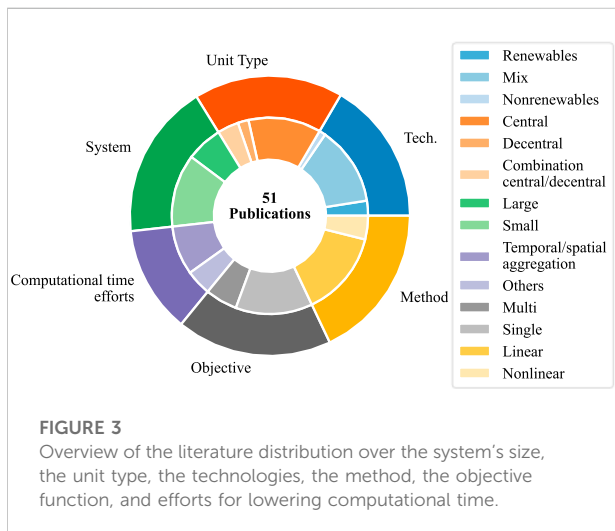 Unit Type
System
Tech.
51
Publications
Computational time
efforts
Method
Objective
Renewables
Mix
Nonrenewables
Central
Decentral
Combination
central/decentral
Large
Small
Temporal/spatial
aggregation
Others
Multi
Single
Linear
Nonlinear
FIGURE 3
Overview of the literature distribution over the system's size,
the unit type, the technologies, the method, the objective
function, and efforts for lowering computational time.